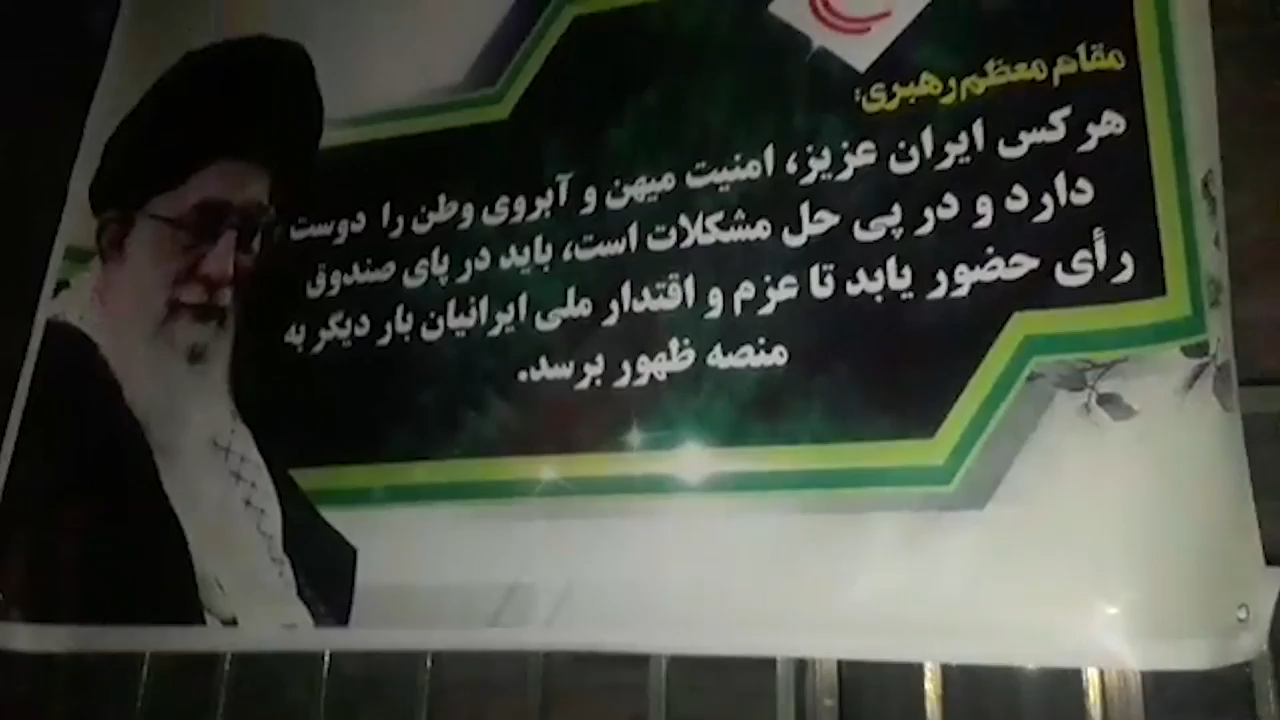 مقام معظم رهبری:
هر کس ایران عزیز، امنیت میهن و آبروی وطن را دوست
دارد و در پی حل مشکلات است، باید در پای صندوق
رأی حضور یابد تا عزم و اقتدار ملی ایرانیان بار دیگر به
منصه ظهور برسد.